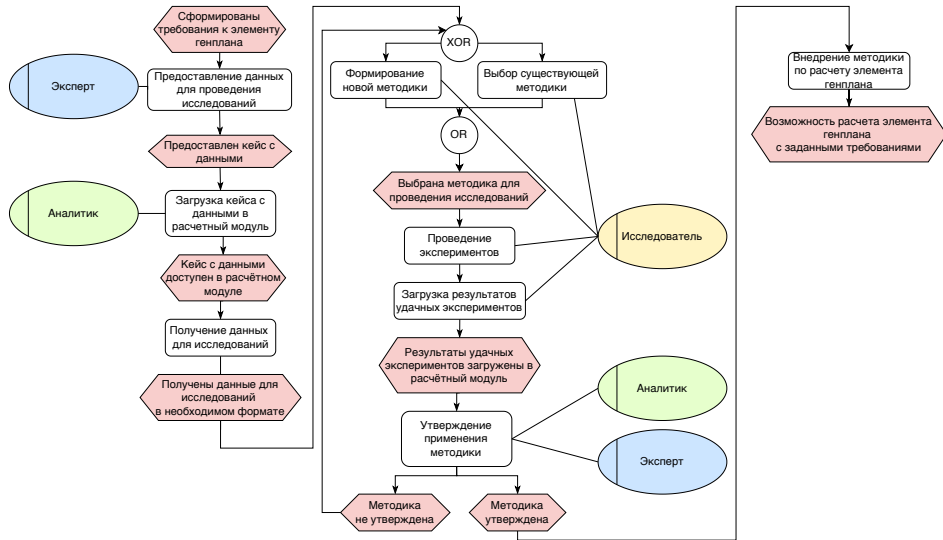 Сформированы
требования к элементу
генплана
Эксперт
Предоставление данных
для проведения
исследований
Предоставлен кейс с
данными
Аналитик
Загрузка кейса с
данными в
расчетный модуль
Кейс с данными
доступен в расчётном
модуле
Получение данных
для исследований
Получены данные для
исследований
в необходимом формате
XOR
Формирование
новой методики
Выбор существующей
методики
OR
Выбрана методика для
проведения исследований
Проведение
экспериментов
Исследователь
Загрузка результатов
удачных экспериментов
Результаты удачных
экспериментов загружены в
расчётный модуль
Утверждение
применения
методики
Аналитик
Эксперт
Методика
не утверждена
Методика
утверждена
Внедрение методики
по расчету элемента
генплана
Возможность расчета элемента
генплана
с заданными требованиями